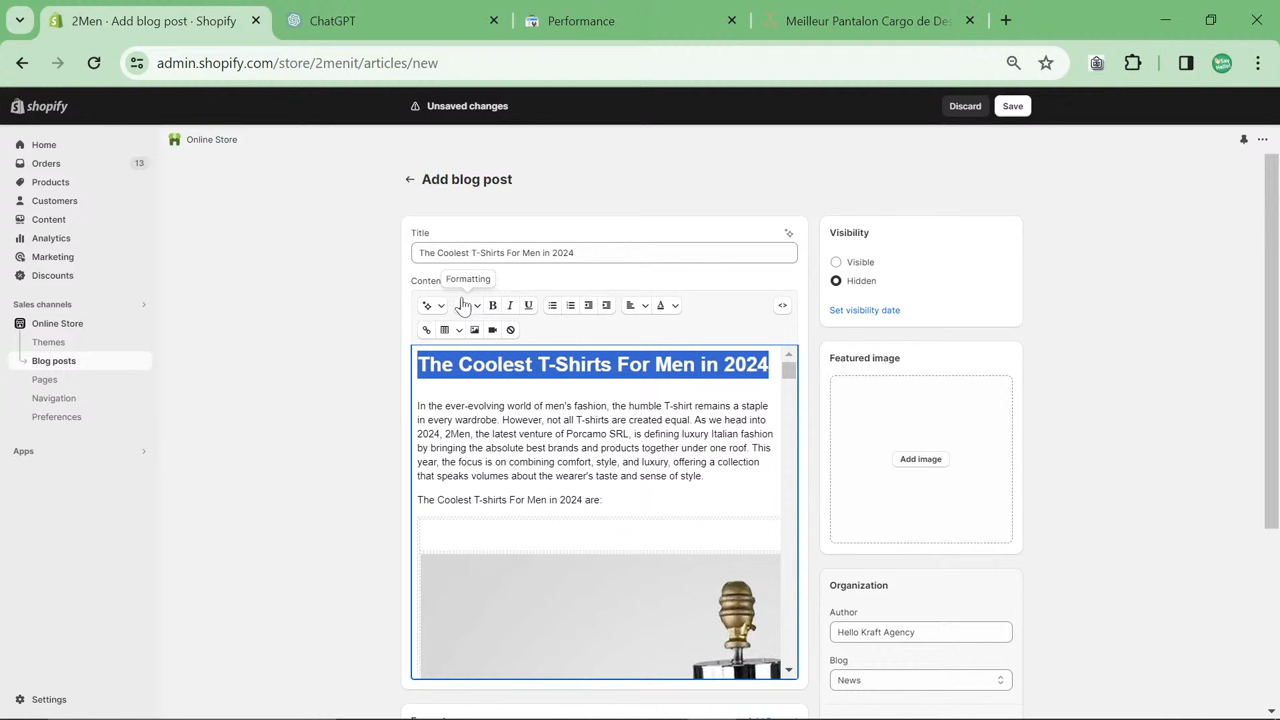 2Men · Add blog post · Shopify
ChatGPT
Performance
Meilleur Pantalon Cargo de Des
admin.shopify.com/store/2menit/articles/new
shopify
Unsaved changes
Discard
Save
Home
Orders
13
Products
Customers
Content
Analytics
Marketing
Discounts
Sales channels
Online Store
Themes
Blog posts
Pages
Navigation
Preferences
Apps
Settings
Online Store
Add blog post
Title
The Coolest T-Shirts For Men in 2024
Conten
Formatting
B I U A <>
The Coolest T-Shirts For Men in 2024
In the ever-evolving world of men's fashion, the humble T-shirt remains a staple
in every wardrobe. However, not all T-shirts are created equal. As we head into
2024, 2Men, the latest venture of Porcamo SRL, is defining luxury Italian fashion
by bringing the absolute best brands and products together under one roof. This
year, the focus is on combining comfort, style, and luxury, offering a collection
that speaks volumes about the wearer's taste and sense of style.
The Coolest T-shirts For Men in 2024 are:
Visibility
Visible
Hidden
Set visibility date
Featured image
Add image
Organization
Author
Hello Kraft Agency
Blog
News